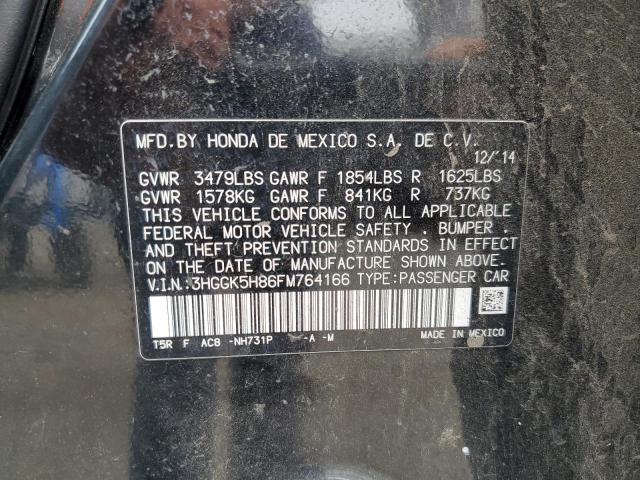 MFD.BY HONDA DE MEXICO S.A. DE C.V.
12/'14
GVWR 3479LBS GAWR F 1854LBS R 1625LBS
GVWR 1578KG GAWR F 841KG R 737KG
THIS VEHICLE CONFORMS TO ALL APPLICABLE
FEDERAL MOTOR VEHICLE SAFETY . BUMPER .
AND THEFT PREVENTION STANDARDS IN EFFECT
ON THE DATE OF MANUFACTURE SHOWN ABOVE.
V.I.N.:3HGGK5H86FM764166 TYPE:PASSENGER CAR
T5R F AC8 -NH731P -A -M MADE IN MEXICO